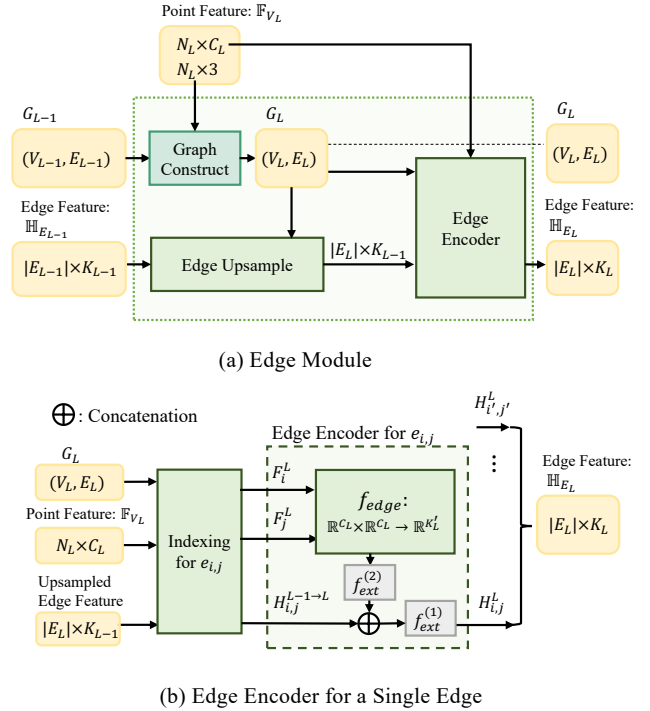 Point Feature: 𝔽_{V_L}
N_L×C_L
N_L×3
G_{L−1}
G_L
G_L
(V_{L−1}, E_{L−1})
Graph
Construct
(V_L, E_L)
(V_L, E_L)
Edge Feature:
ℍ_{E_{L−1}}
Edge
Encoder
Edge Feature:
ℍ_{E_L}
|E_{L−1}|×K_{L−1}
Edge Upsample
|E_L|×K_{L−1}
|E_L|×K_L
(a) Edge Module
⊕: Concatenation
Edge Encoder for e_{i,j}
H^L_{i′,j′}
⋮
G_L
(V_L, E_L)
Point Feature: 𝔽_{V_L}
N_L×C_L
Upsampled
Edge Feature
|E_L|×K_{L−1}
Indexing
for e_{i,j}
F^L_i
F^L_j
H^{L−1→L}_{i,j}
f_{edge}:
ℝ^{C_L}×ℝ^{C_L} → ℝ^{K′_L}
f^{(2)}_{ext}
f^{(1)}_{ext}
H^L_{i,j}
Edge Feature:
ℍ_{E_L}
|E_L|×K_L
(b) Edge Encoder for a Single Edge